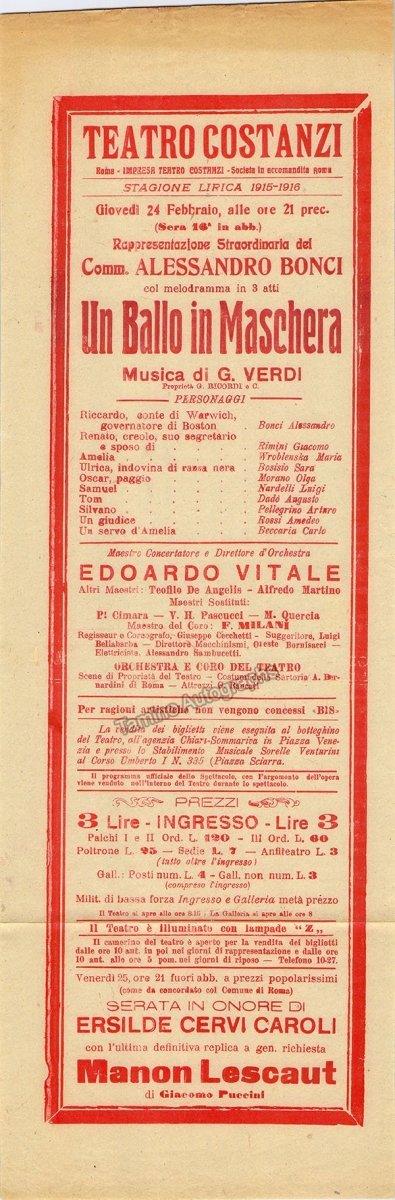 TEATRO COSTANZI
Roma - IMPRESA TEATRO COSTANZI - Società in accomandita Roma
STAGIONE LIRICA 1915-1916
Giovedì 24 Febbraio, alle ore 21 prec.
(Sera 16ª in abb.)
Rappresentazione Straordinaria del
Comm. ALESSANDRO BONCI
col melodramma in 3 atti
Un Ballo in Maschera
Musica di G. VERDI
Proprietà G. RICORDI e C.
PERSONAGGI
Riccardo, conte di Warwich,
governatore di Boston . Bonci Alessandro
Renato, creolo, suo segretario
e sposo di . . . . Rimini Giacomo
Amelia . . . . Wroblenska Maria
Ulrica, indovina di razza nera . Bosisio Sara
Oscar, paggio . . . . Morano Olga
Samuel . . . . Nardelli Luigi
Tom . . . . Dadò Augusto
Silvano . . . . Pellegrino Arturo
Un giudice . . . . Rossi Amedeo
Un servo d'Amelia . . . Beccaria Carlo
Maestro Concertatore e Direttore d'Orchestra
EDOARDO VITALE
Altri Maestri: Teofilo De Angelis - Alfredo Martino
Maestri Sostituti:
P. Cimara — V. R. Pascucci — M. Quercia
Maestro del Coro: F. MILANI
Regisseur e Coreografo, Giuseppe Cecchetti - Suggeritore, Luigi
Bellabarba — Direttore Macchinismi, Oreste Bornisacci —
Elettricista, Alessandro Sambucetti.
ORCHESTRA E CORO DEL TEATRO
Scene di Proprietà del Teatro — Costumi della Sartoria A. Ber-
nardini di Roma — Attrezzi G. Rancati
Tamino Autographs
Per ragioni artistiche non vengono concessi "BIS"
La vendita dei biglietti viene eseguita al botteghino
del Teatro, all'agenzia Chiari-Sommariva in Piazza Vene-
zia e presso lo Stabilimento Musicale Sorelle Venturini
al Corso Umberto I N. 335 (Piazza Sciarra.
Il programma ufficiale dello Spettacolo, con l'argomento dell'opera
viene venduto nell'interno del Teatro durante lo spettacolo.
PREZZI
3 Lire - INGRESSO - Lire 3
Palchi I e II Ord. L. 120 - III Ord. L. 60
Poltrone L. 25 — Sedie L. 7 — Anfiteatro L. 3
(tutto oltre l'ingresso)
Gall.: Posti num. L. 4 - Gall. non num. L. 3
(compreso l'ingresso)
Milit. di bassa forza Ingresso e Galleria metà prezzo
Il Teatro si apre alle ore 8.15 - La Galleria si apre alle ore 8
Il Teatro è illuminato con lampade "Z"
Il camerino del teatro è aperto per la vendita dei biglietti
dalle ore 10 ant. in poi nei giorni di rappresentazione e dalle ore
10 ant. alle ore 5 pom. nei giorni di riposo — Telefono 10-27.
Venerdì 25, ore 21 fuori abb. a prezzi popolarissimi
(come da concordato col Comune di Roma)
SERATA IN ONORE DI
ERSILDE CERVI CAROLI
con l'ultima definitiva replica a gen. richiesta
Manon Lescaut
di Giacomo Puccini